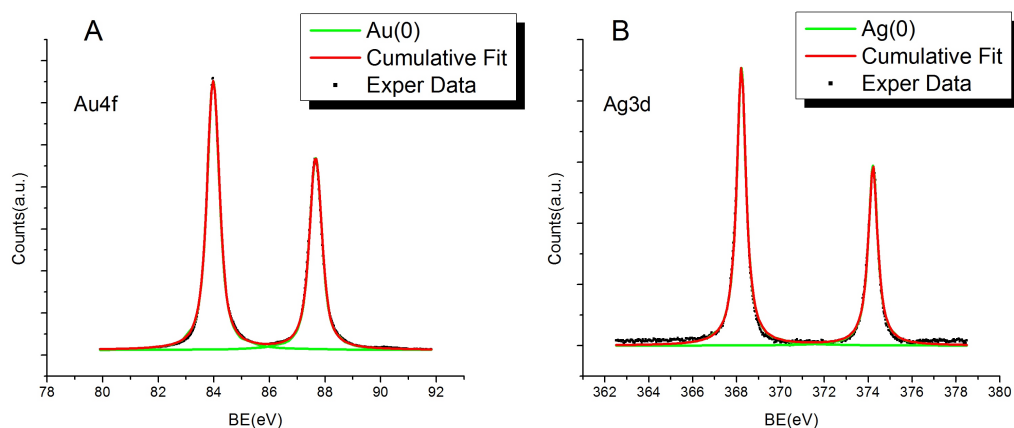 A
Au(0)
Cumulative Fit
Exper Data
Au4f
Counts(a.u.)
78 80 82 84 86 88 90 92
BE(eV)
B
Ag(0)
Cumulative Fit
Exper Data
Ag3d
Counts(a.u.)
362 364 366 368 370 372 374 376 378 380
BE(eV)